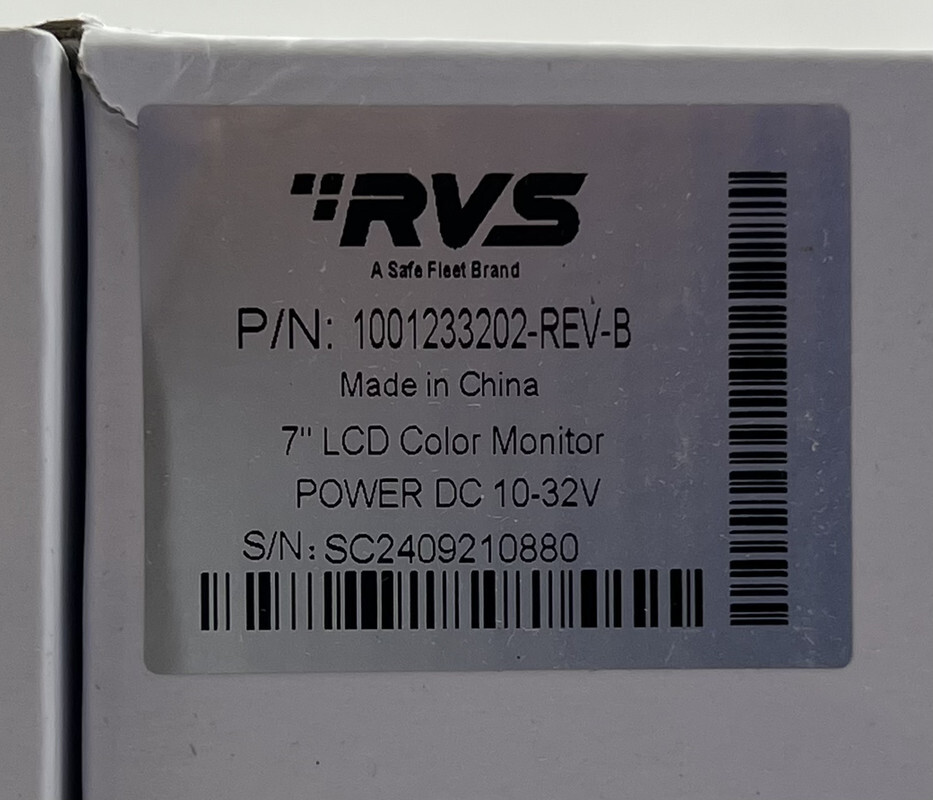 RVS
A Safe Fleet Brand
P/N: 1001233202-REV-B
Made in China
7" LCD Color Monitor
POWER DC 10-32V
S/N: SC2409210880